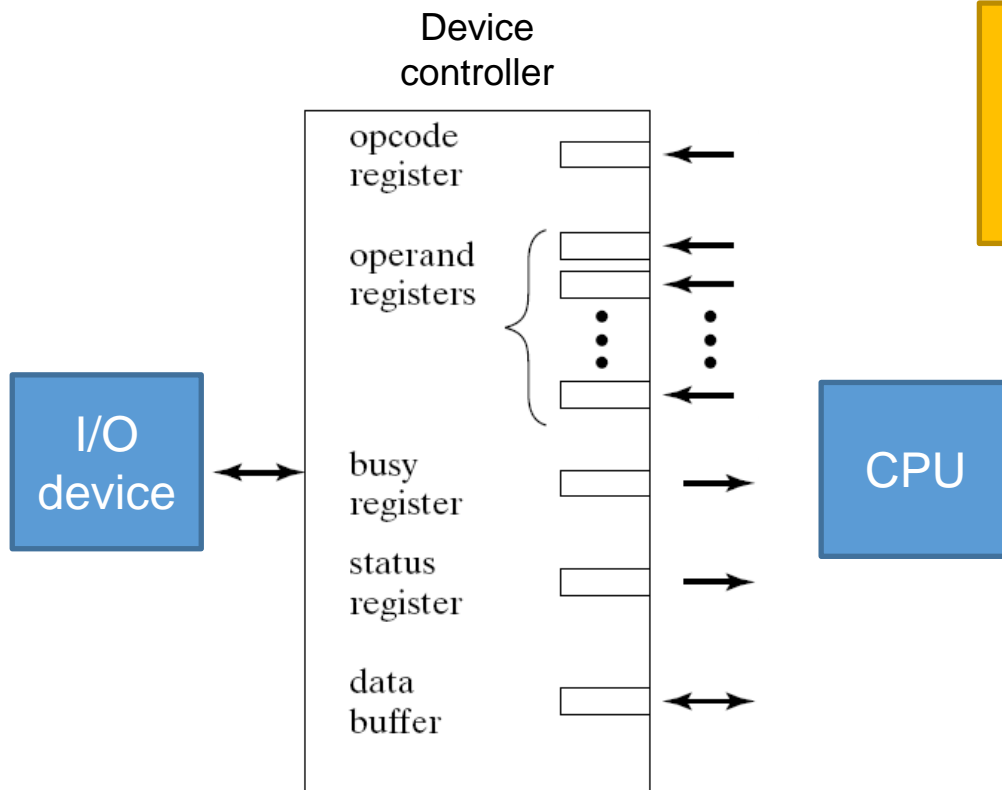 Device
controller
opcode
register
operand
registers
I/O
device
busy
register
CPU
status
register
data
buffer